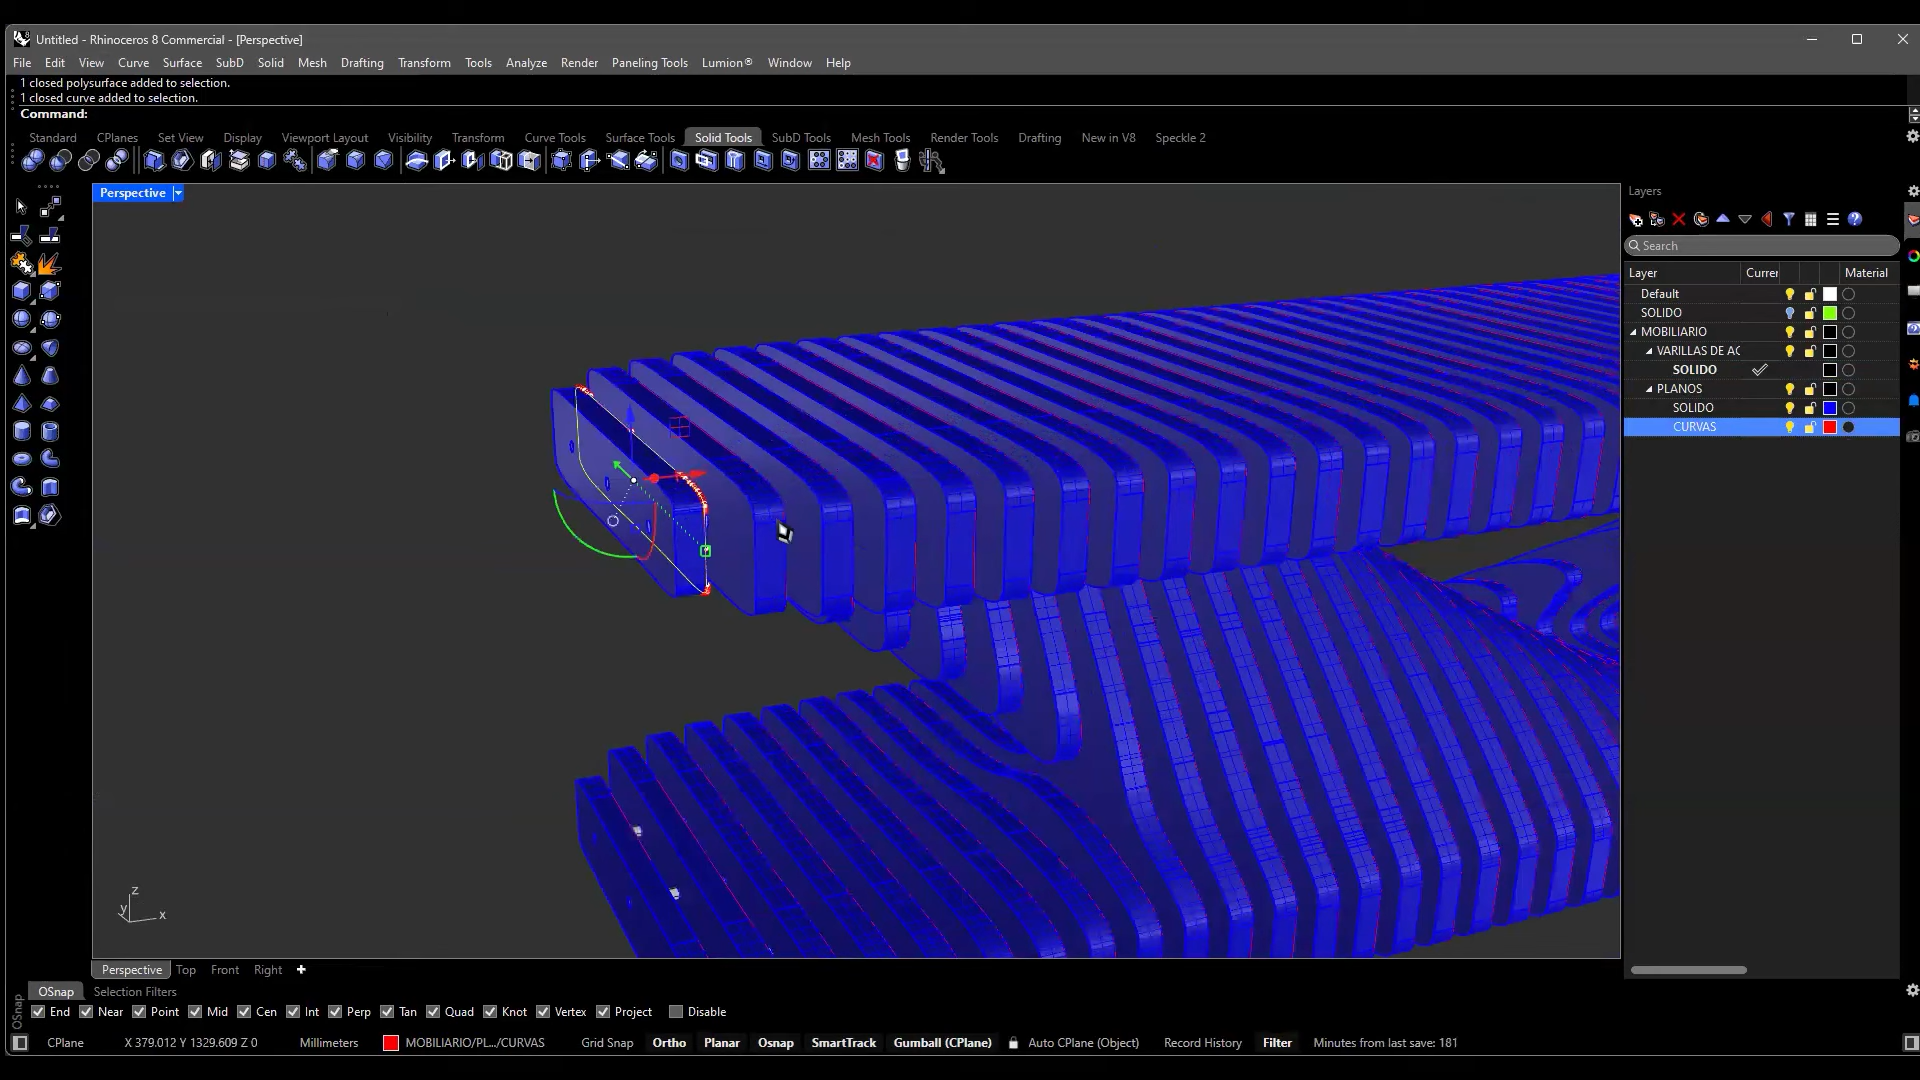 Untitled - Rhinoceros 8 Commercial - [Perspective]
File Edit View Curve Surface SubD Solid Mesh Drafting Transform Tools Analyze Render Paneling Tools Lumion® Window Help
1 closed polysurface added to selection.
1 closed curve added to selection.
Command:
Standard CPlanes Set View Display Viewport Layout Visibility Transform Curve Tools Surface Tools Solid Tools SubD Tools Mesh Tools Render Tools Drafting New in V8 Speckle 2
Perspective
Layers
Search
Layer Currer Material
Default
SOLIDO
MOBILIARIO
VARILLAS DE AC
SOLIDO
PLANOS
SOLIDO
CURVAS
z
y x
Perspective Top Front Right
OSnap Selection Filters
OSnap
End Near Point Mid Cen Int Perp Tan Quad Knot Vertex Project Disable
CPlane X 379.012 Y 1329.609 Z 0 Millimeters MOBILIARIO/PL.../CURVAS Grid Snap Ortho Planar Osnap SmartTrack Gumball (CPlane) Auto CPlane (Object) Record History Filter Minutes from last save: 181